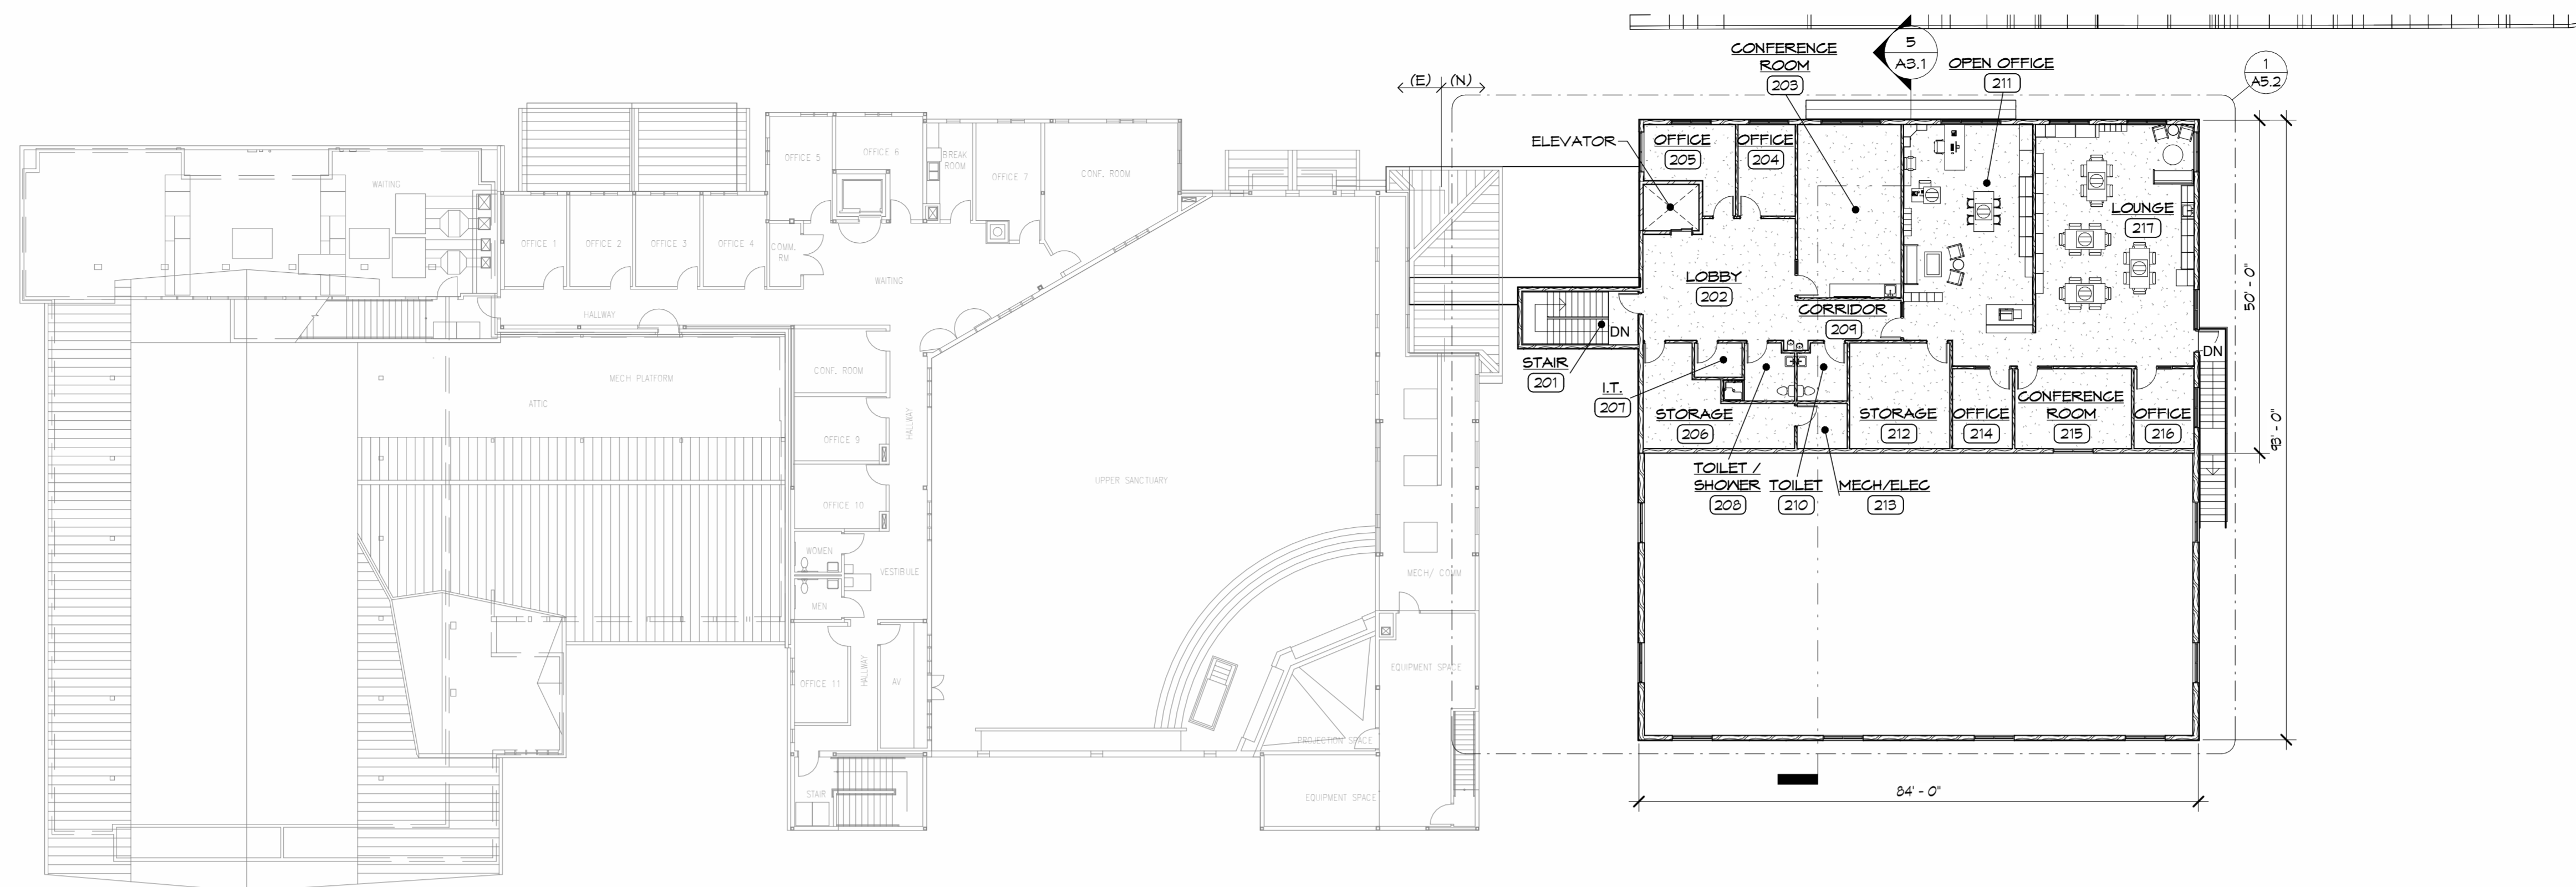 5
A3.1
CONFERENCE
ROOM
203
OPEN OFFICE
211
1
A5.2
(E)
(N)
ELEVATOR
OFFICE
205
OFFICE
204
LOUNGE
217
LOBBY
202
CORRIDOR
209
DN
STAIR
201
I.T.
207
STORAGE
206
STORAGE
212
OFFICE
214
CONFERENCE
ROOM
215
OFFICE
216
DN
TOILET /
SHOWER
208
TOILET
210
MECH/ELEC
213
50' - 0"
93' - 0"
84' - 0"
WAITING
OFFICE 1
OFFICE 2
OFFICE 3
OFFICE 4
OFFICE 5
OFFICE 6
BREAK
ROOM
OFFICE 7
CONF. ROOM
COMM.
RM
WAITING
HALLWAY
MECH PLATFORM
ATTIC
CONF. ROOM
OFFICE 9
HALLWAY
OFFICE 10
WOMEN
VESTIBULE
MEN
OFFICE 11
HALLWAY
AV
STAIR
UPPER SANCTUARY
MECH/ COMM
EQUIPMENT SPACE
PROJECTION SPACE
EQUIPMENT SPACE